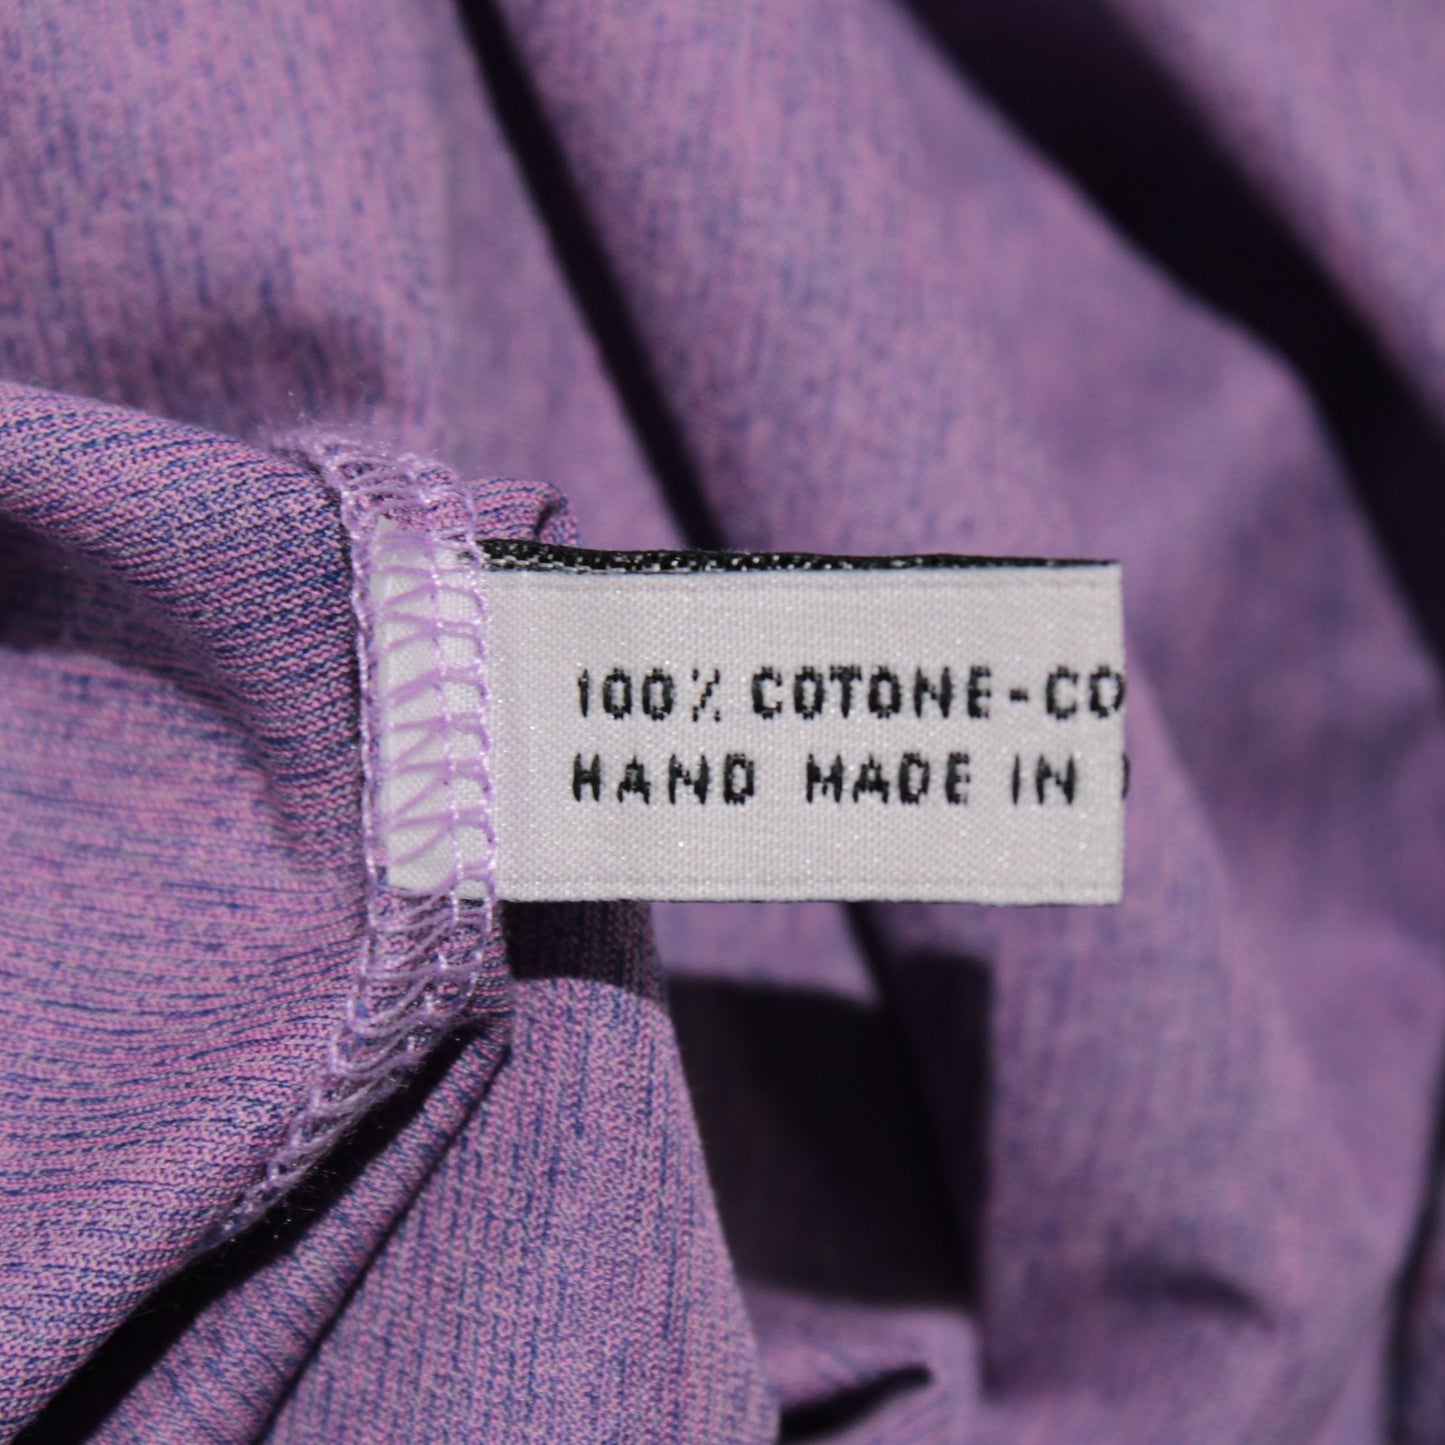 100% COTONE-CO
HAND MADE IN